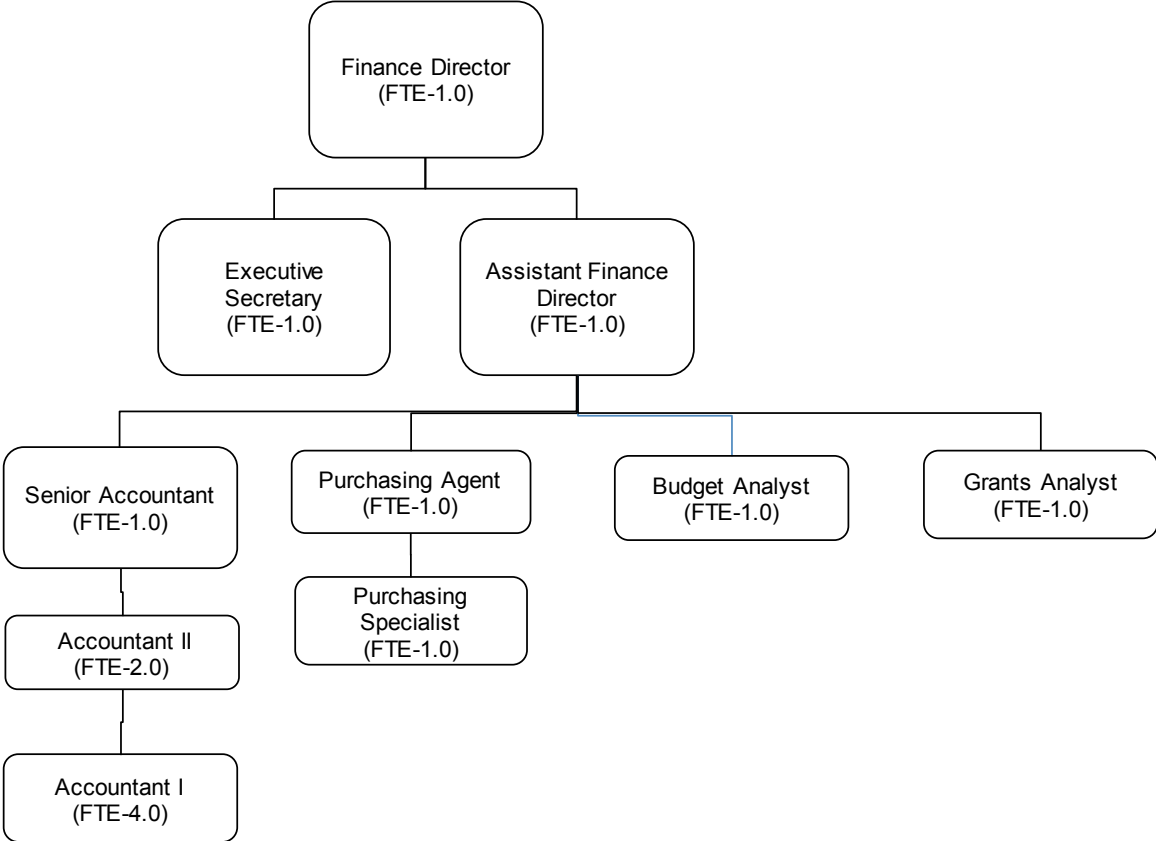 Finance Director
(FTE-1.0)
Executive
Secretary
(FTE-1.0)
Assistant Finance
Director
(FTE-1.0)
Senior Accountant
(FTE-1.0)
Purchasing Agent
(FTE-1.0)
Budget Analyst
(FTE-1.0)
Grants Analyst
(FTE-1.0)
Purchasing
Specialist
(FTE-1.0)
Accountant II
(FTE-2.0)
Accountant I
(FTE-4.0)